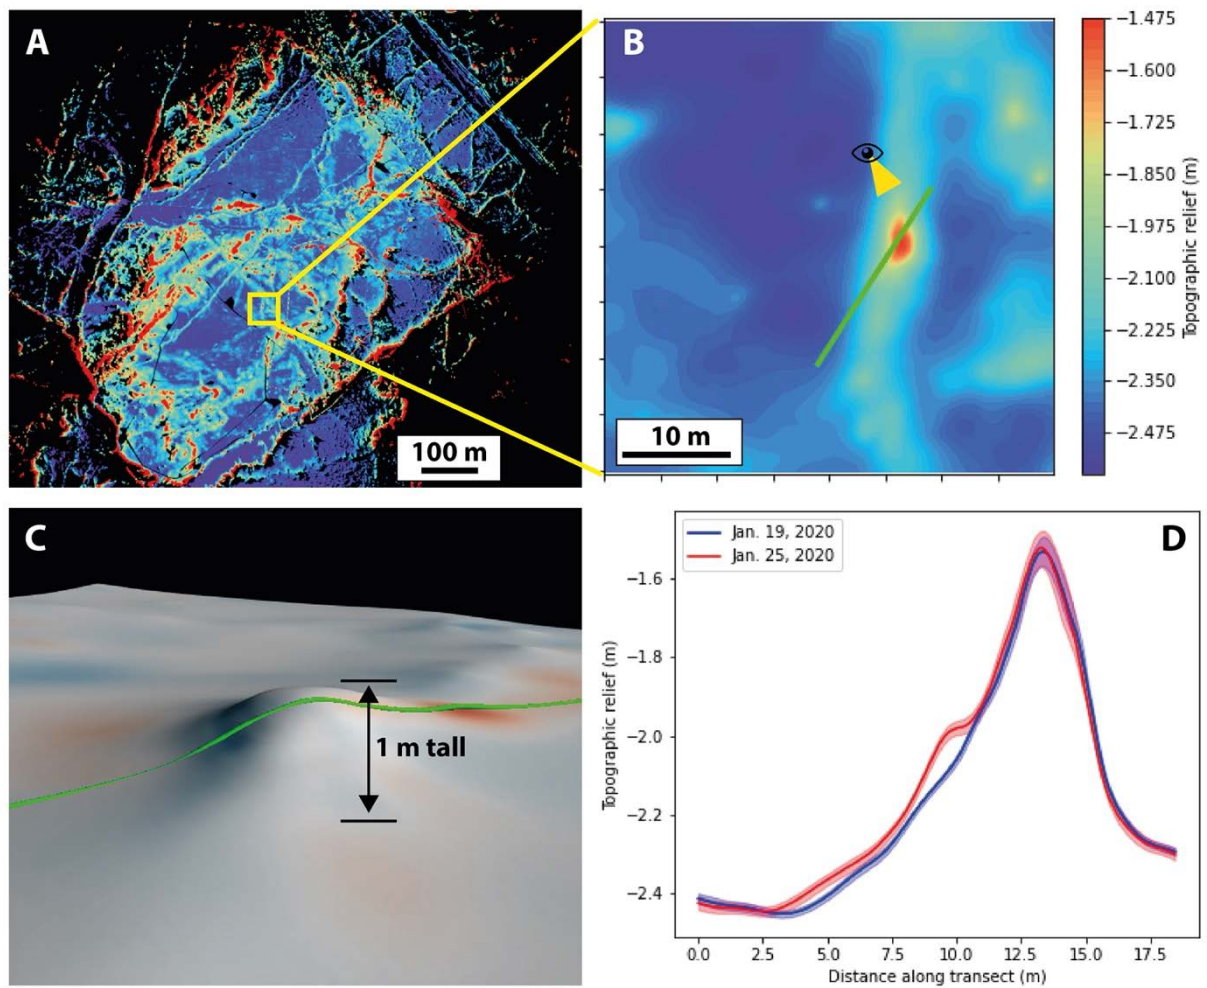 A
100 m
B
10 m
−1.475
−1.600
−1.725
−1.850
−1.975
−2.100
−2.225
−2.350
−2.475
Topographic relief (m)
C
1 m tall
D
Jan. 19, 2020
Jan. 25, 2020
−1.6
−1.8
−2.0
−2.2
−2.4
Topographic relief (m)
0.0 2.5 5.0 7.5 10.0 12.5 15.0 17.5
Distance along transect (m)